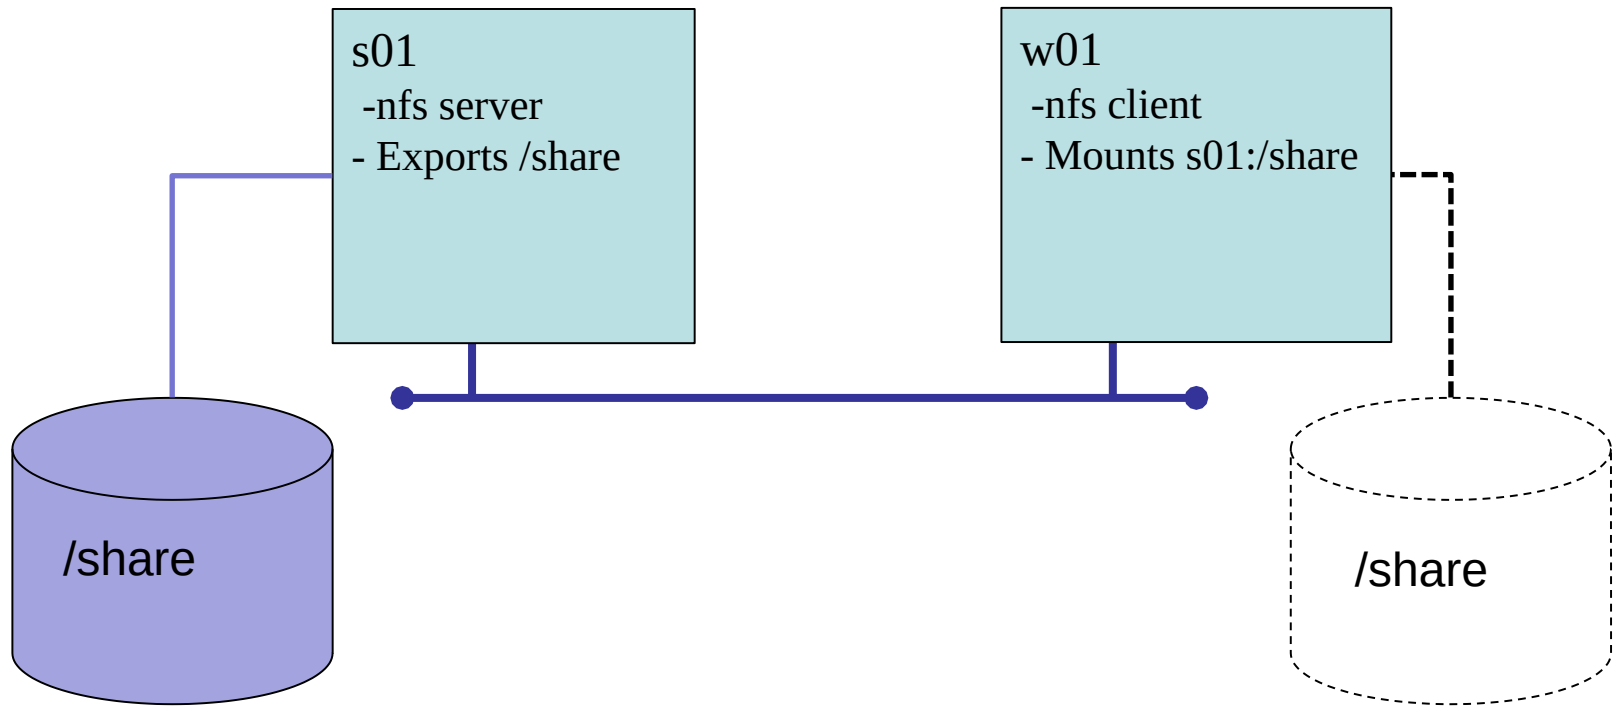 s01
-nfs server
- Exports /share
w01
-nfs client
- Mounts s01:/share
/share
/share